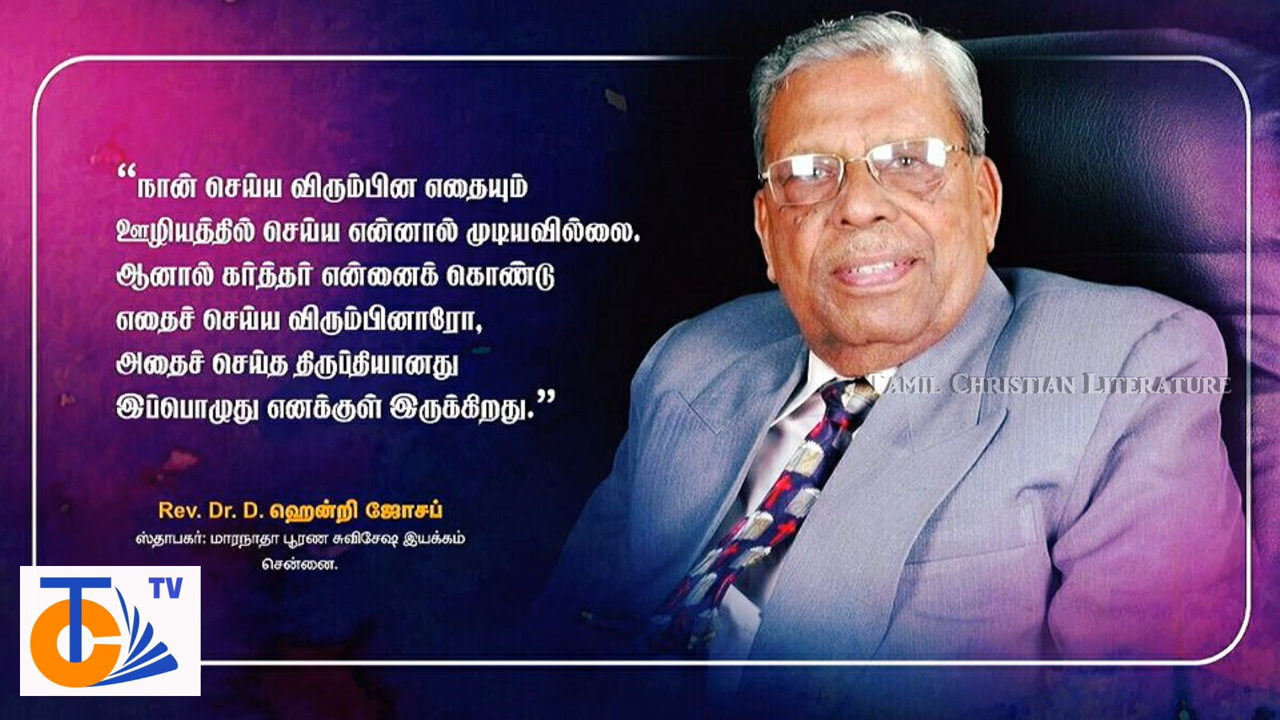 “நான் செய்ய விரும்பின எதையும்
ஊழியத்தில் செய்ய என்னால் முடியவில்லை.
ஆனால் கர்த்தர் என்னைக் கொண்டு
எதைச் செய்ய விரும்பினாரோ,
அதைச் செய்த திருப்தியானது
இப்பொழுது எனக்குள் இருக்கிறது.”
Rev. Dr. D. ஹென்றி ஜோசப்
ஸ்தாபகர்: மாரநாதா பூரண சுவிசேஷ இயக்கம்
சென்னை.
TAMIL CHRISTIAN LITERATURE
TC TV